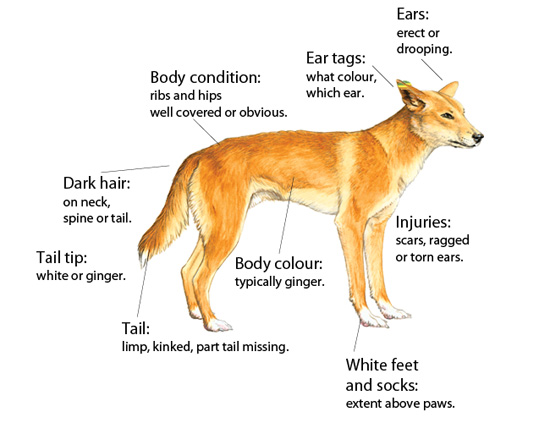 Ears:
erect or
drooping.
Ear tags:
what colour,
which ear.
Body condition:
ribs and hips
well covered or obvious.
Dark hair:
on neck,
spine or tail.
Injuries:
scars, ragged
or torn ears.
Tail tip:
white or ginger.
Body colour:
typically ginger.
Tail:
limp, kinked, part tail missing.
White feet
and socks:
extent above paws.